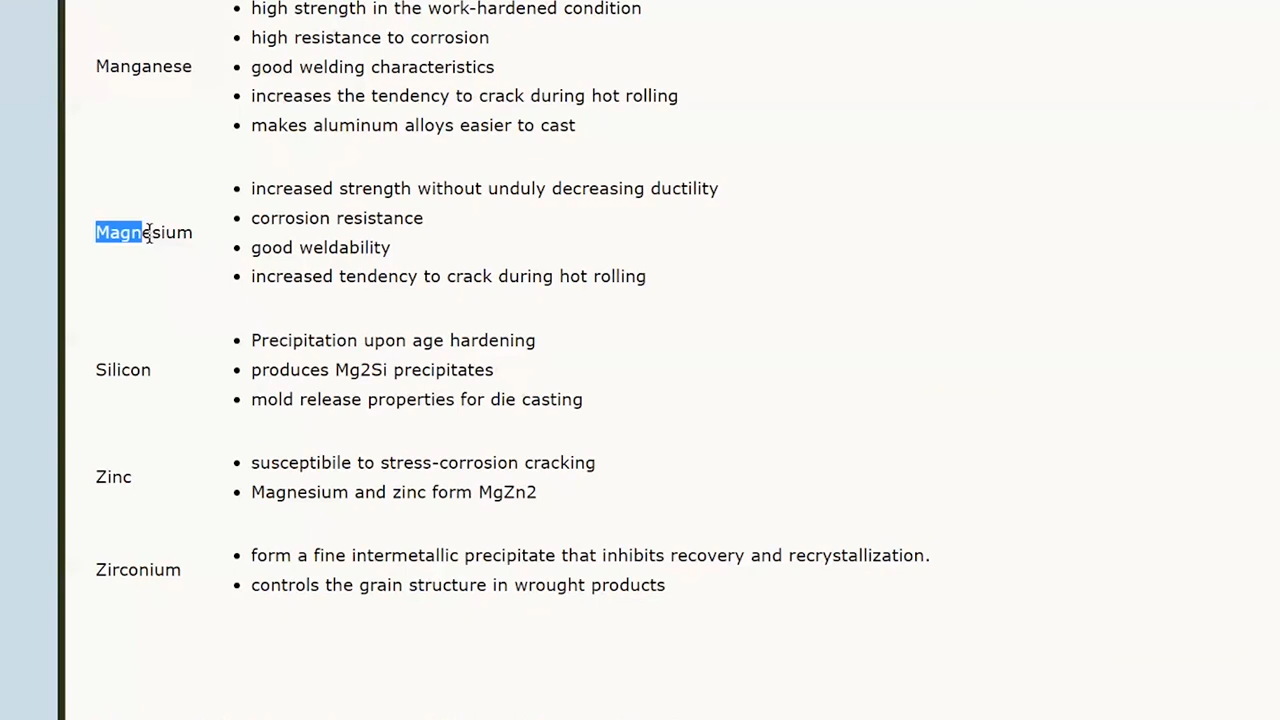 high strength in the work-hardened condition
high resistance to corrosion
Manganese
good welding characteristics
increases the tendency to crack during hot rolling
makes aluminum alloys easier to cast
increased strength without unduly decreasing ductility
corrosion resistance
Magnesium
good weldability
increased tendency to crack during hot rolling
Precipitation upon age hardening
Silicon
produces Mg2Si precipitates
mold release properties for die casting
susceptibile to stress-corrosion cracking
Zinc
Magnesium and zinc form MgZn2
form a fine intermetallic precipitate that inhibits recovery and recrystallization.
Zirconium
controls the grain structure in wrought products